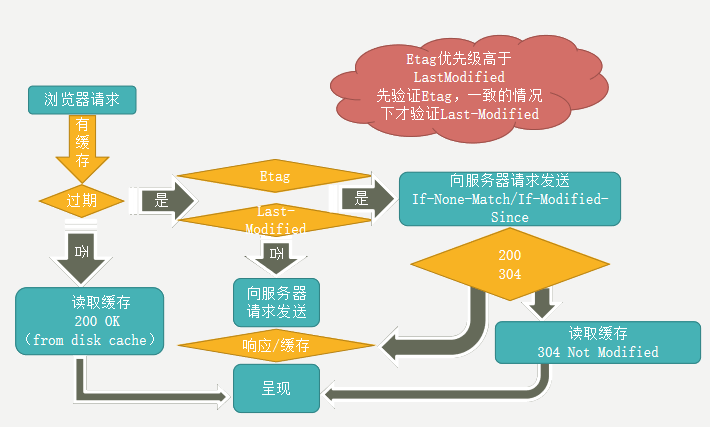 Etag优先级高于
LastModified
先验证Etag，一致的情况
下才验证Last-Modified
浏览器请求
有
缓
存
过期
是
Etag
Last-
Modified
是
向服务器请求发送
If-None-Match/If-Modified-
Since
否
否
200
304
读取缓存
200 OK
（from disk cache）
向服务器
请求发送
响应/缓存
读取缓存
304 Not Modified
呈现